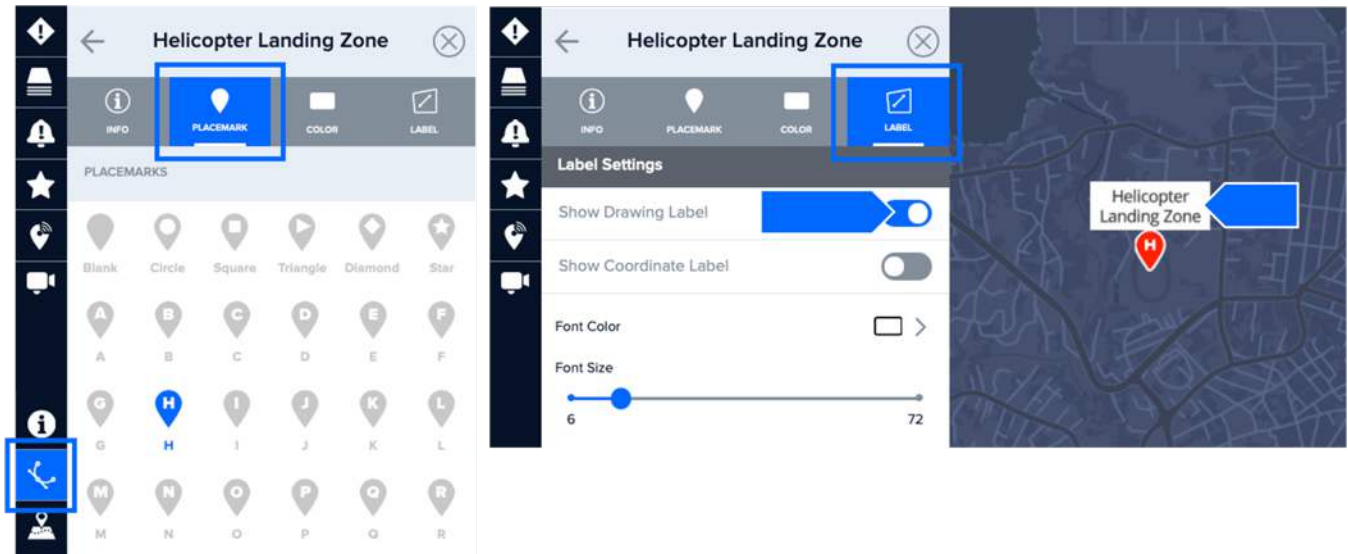 Helicopter Landing Zone
INFO PLACEMARK COLOR LABEL
PLACEMARKS
Blank Circle Square Triangle Diamond Star
A B C D E F
A B C D E F
G H I J K L
G H I J K L
M N O P Q R
M N O P Q R
Helicopter Landing Zone
INFO PLACEMARK COLOR LABEL
Label Settings
Show Drawing Label
Show Coordinate Label
Font Color
Font Size
6 72
Helicopter
Landing Zone
H